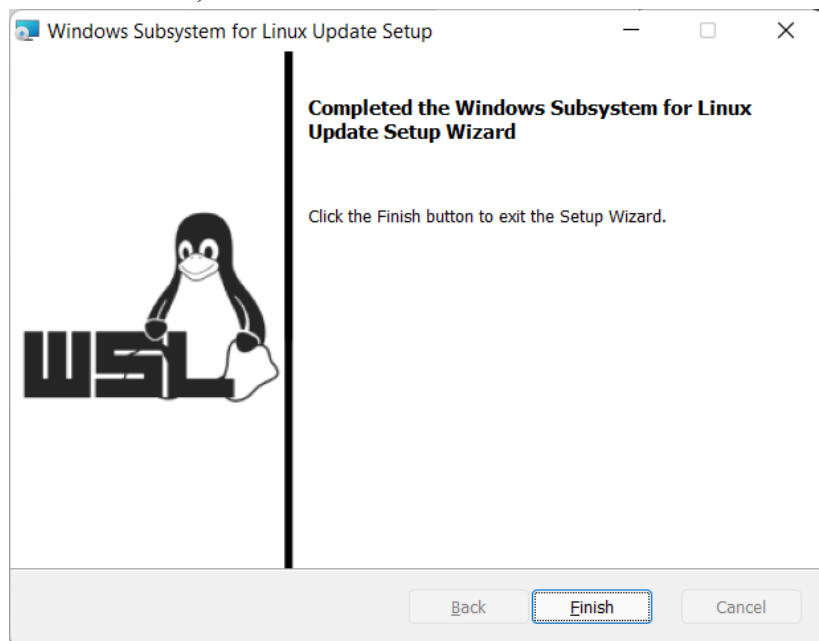 Windows Subsystem for Linux Update Setup
Completed the Windows Subsystem for Linux
Update Setup Wizard
Click the Finish button to exit the Setup Wizard.
WSL
Back
Finish
Cancel